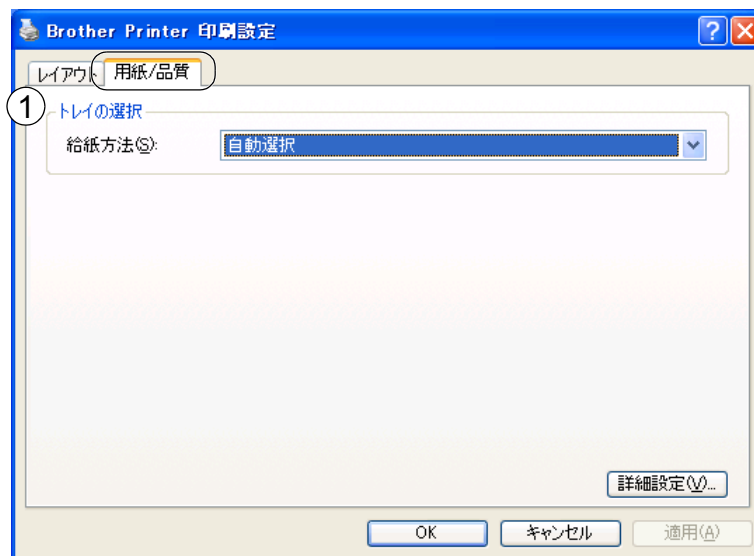 Brother Printer 印刷設定
レイアウト 用紙/品質
①
トレイの選択
給紙方法(S): 自動選択
詳細設定(V)...
OK キャンセル 適用(A)